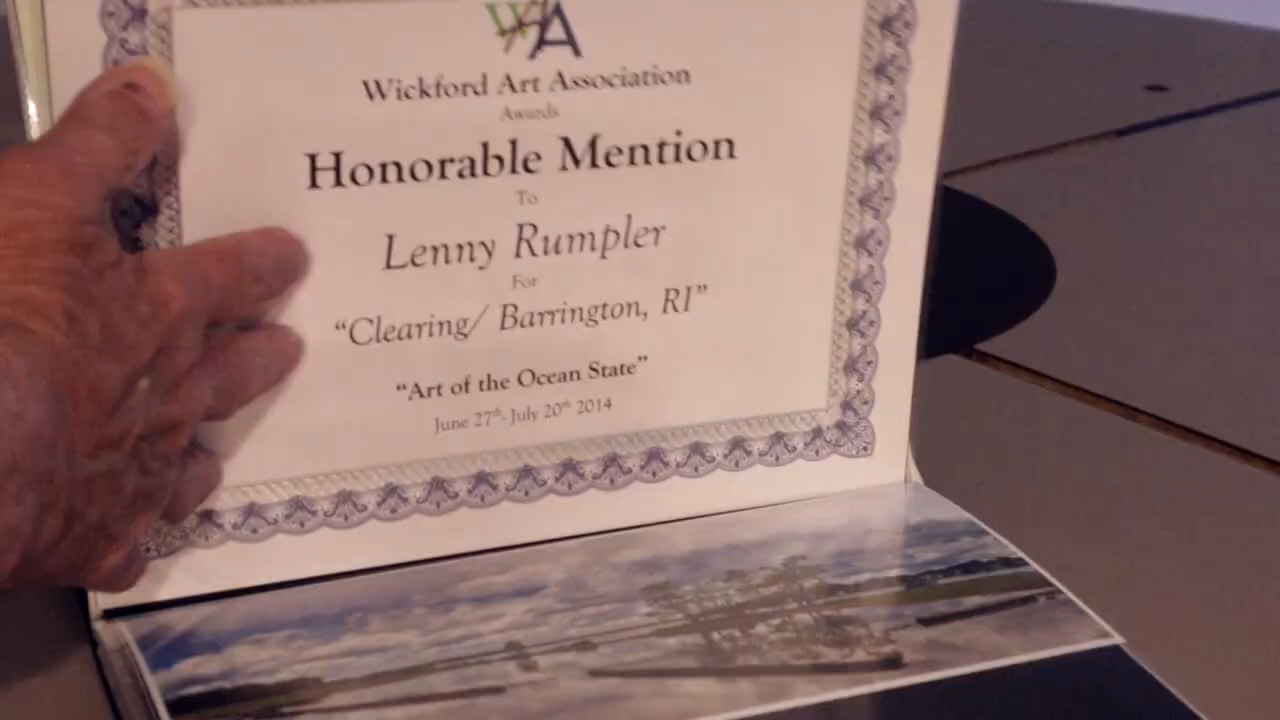 WAA
Wickford Art Association
Awards
Honorable Mention
To
Lenny Rumpler
For
“Clearing/ Barrington, RI”
“Art of the Ocean State”
June 27th- July 20th 2014